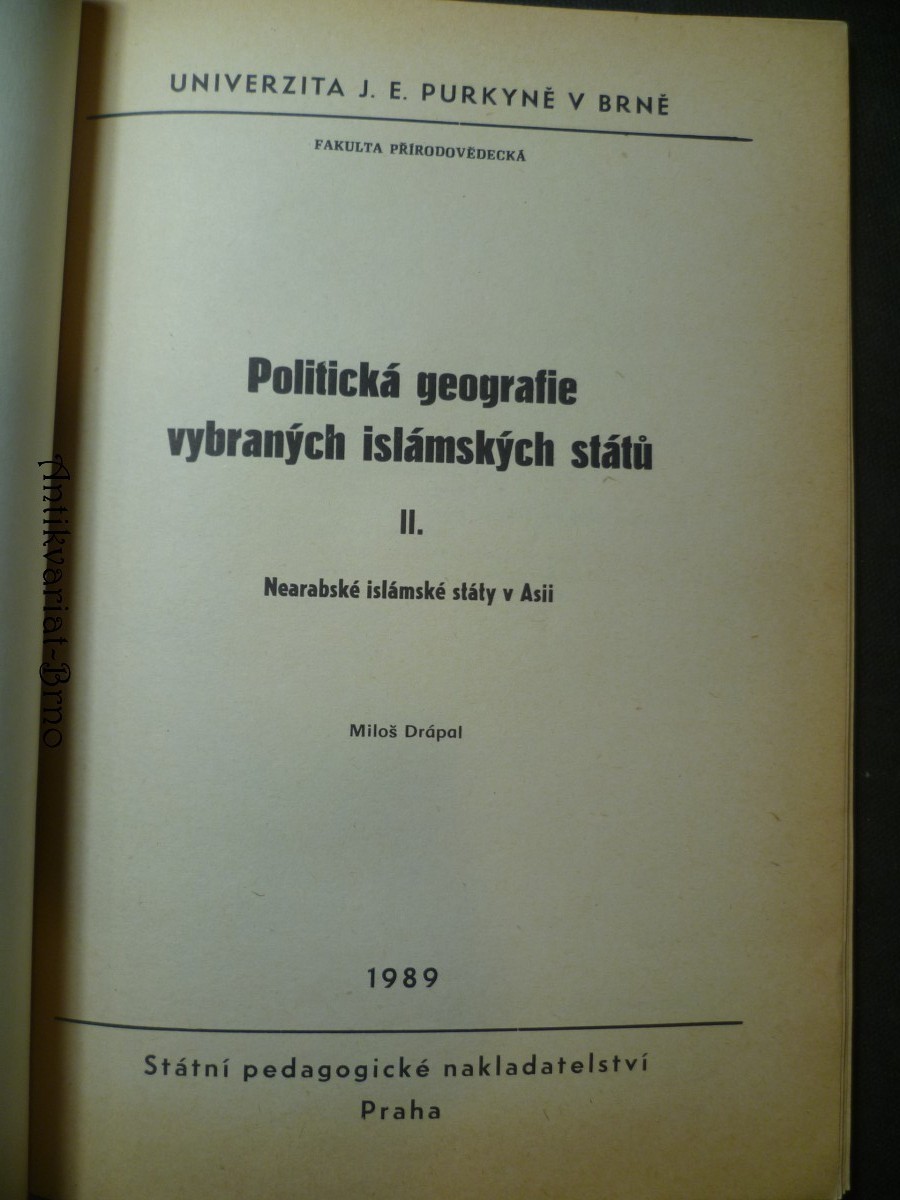 UNIVERZITA J. E. PURKYNĚ V BRNĚ
FAKULTA PŘÍRODOVĚDECKÁ
Politická geografie
vybraných islámských států
II.
Nearabské islámské státy v Asii
Miloš Drápal
1989
Státní pedagogické nakladatelství
Praha
Antikvariat-Brno